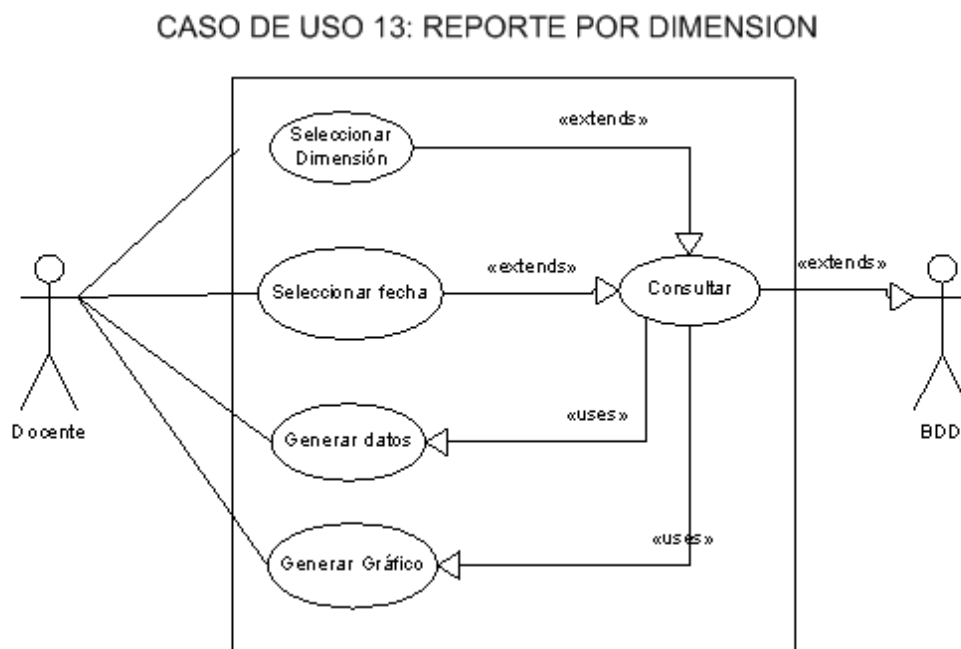 CASO DE USO 13: REPORTE POR DIMENSION
Seleccionar
Dimensión
«extends»
Seleccionar fecha
«extends»
Consultar
«extends»
«uses»
Generar datos
Docente
BDD
«uses»
Generar Gráfico